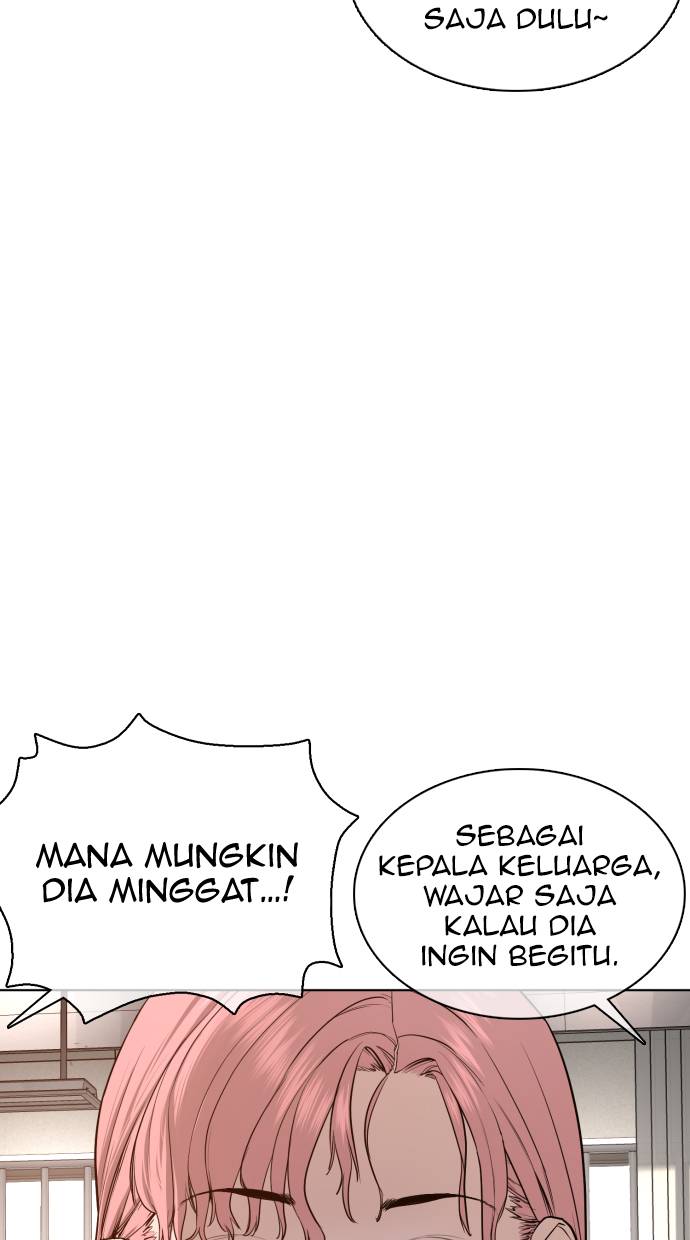 SAJA DULU~
MANA MUNGKIN
DIA MINGGAT...!
SEBAGAI
KEPALA KELUARGA,
WAJAR SAJA
KALAU DIA
INGIN BEGITU.